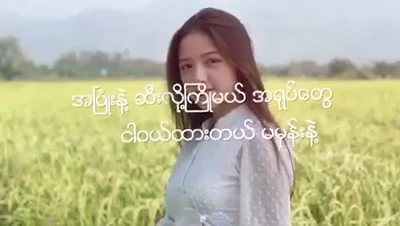 အပြုံးနဲ့ ဆီးလို့ကြိုမယ် အရုပ်တွေ
ငါဝယ်ထားတယ် မမုန်းနဲ့